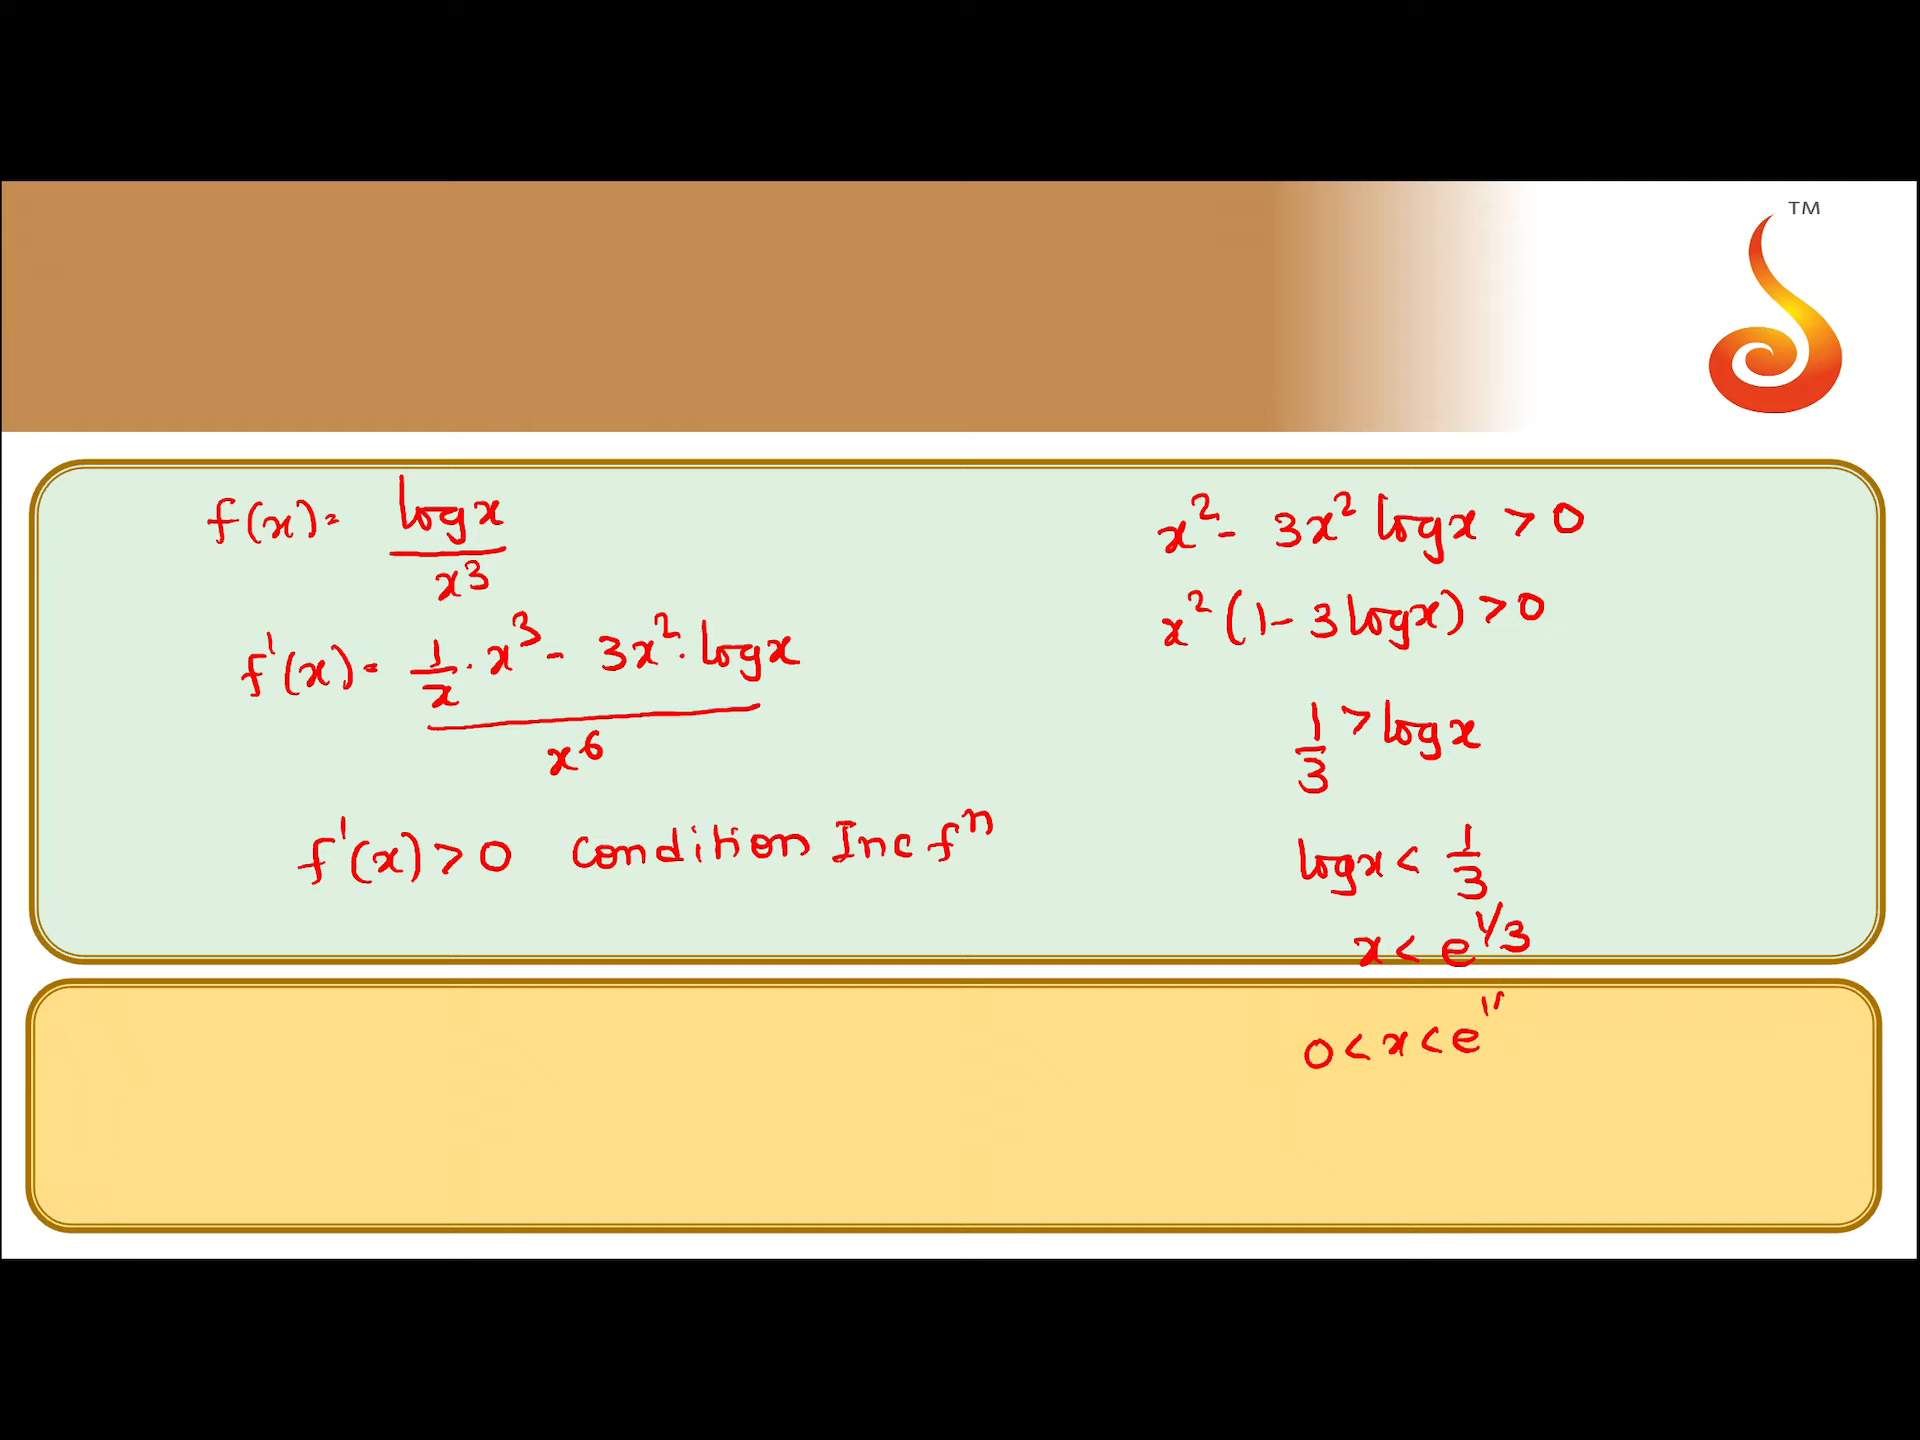 TM
f(x)= log x / x³
f'(x)= 1/x · x³ - 3x² · log x / x⁶
f'(x) > 0 Condition Inc fⁿ
x² - 3x² log x > 0
x² (1 - 3 log x) > 0
1/3 > log x
log x < 1/3
x < e^1/3
0 < x < e